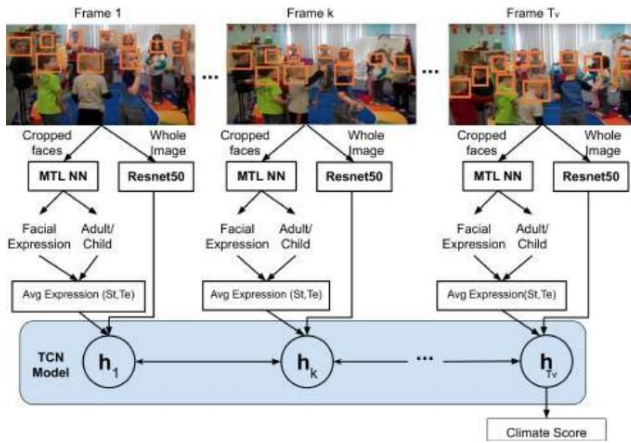 Frame 1
Frame k
Frame Tv
...
...
Cropped faces
Whole Image
Cropped faces
Whole Image
Cropped faces
Whole Image
MTL NN
Resnet50
MTL NN
Resnet50
MTL NN
Resnet50
Facial Expression
Adult/ Child
Facial Expression
Adult/ Child
Facial Expression
Adult/ Child
Avg Expression (St,Te)
Avg Expression (St,Te)
Avg Expression(St,Te)
TCN Model
h1
hk
...
hTv
Climate Score